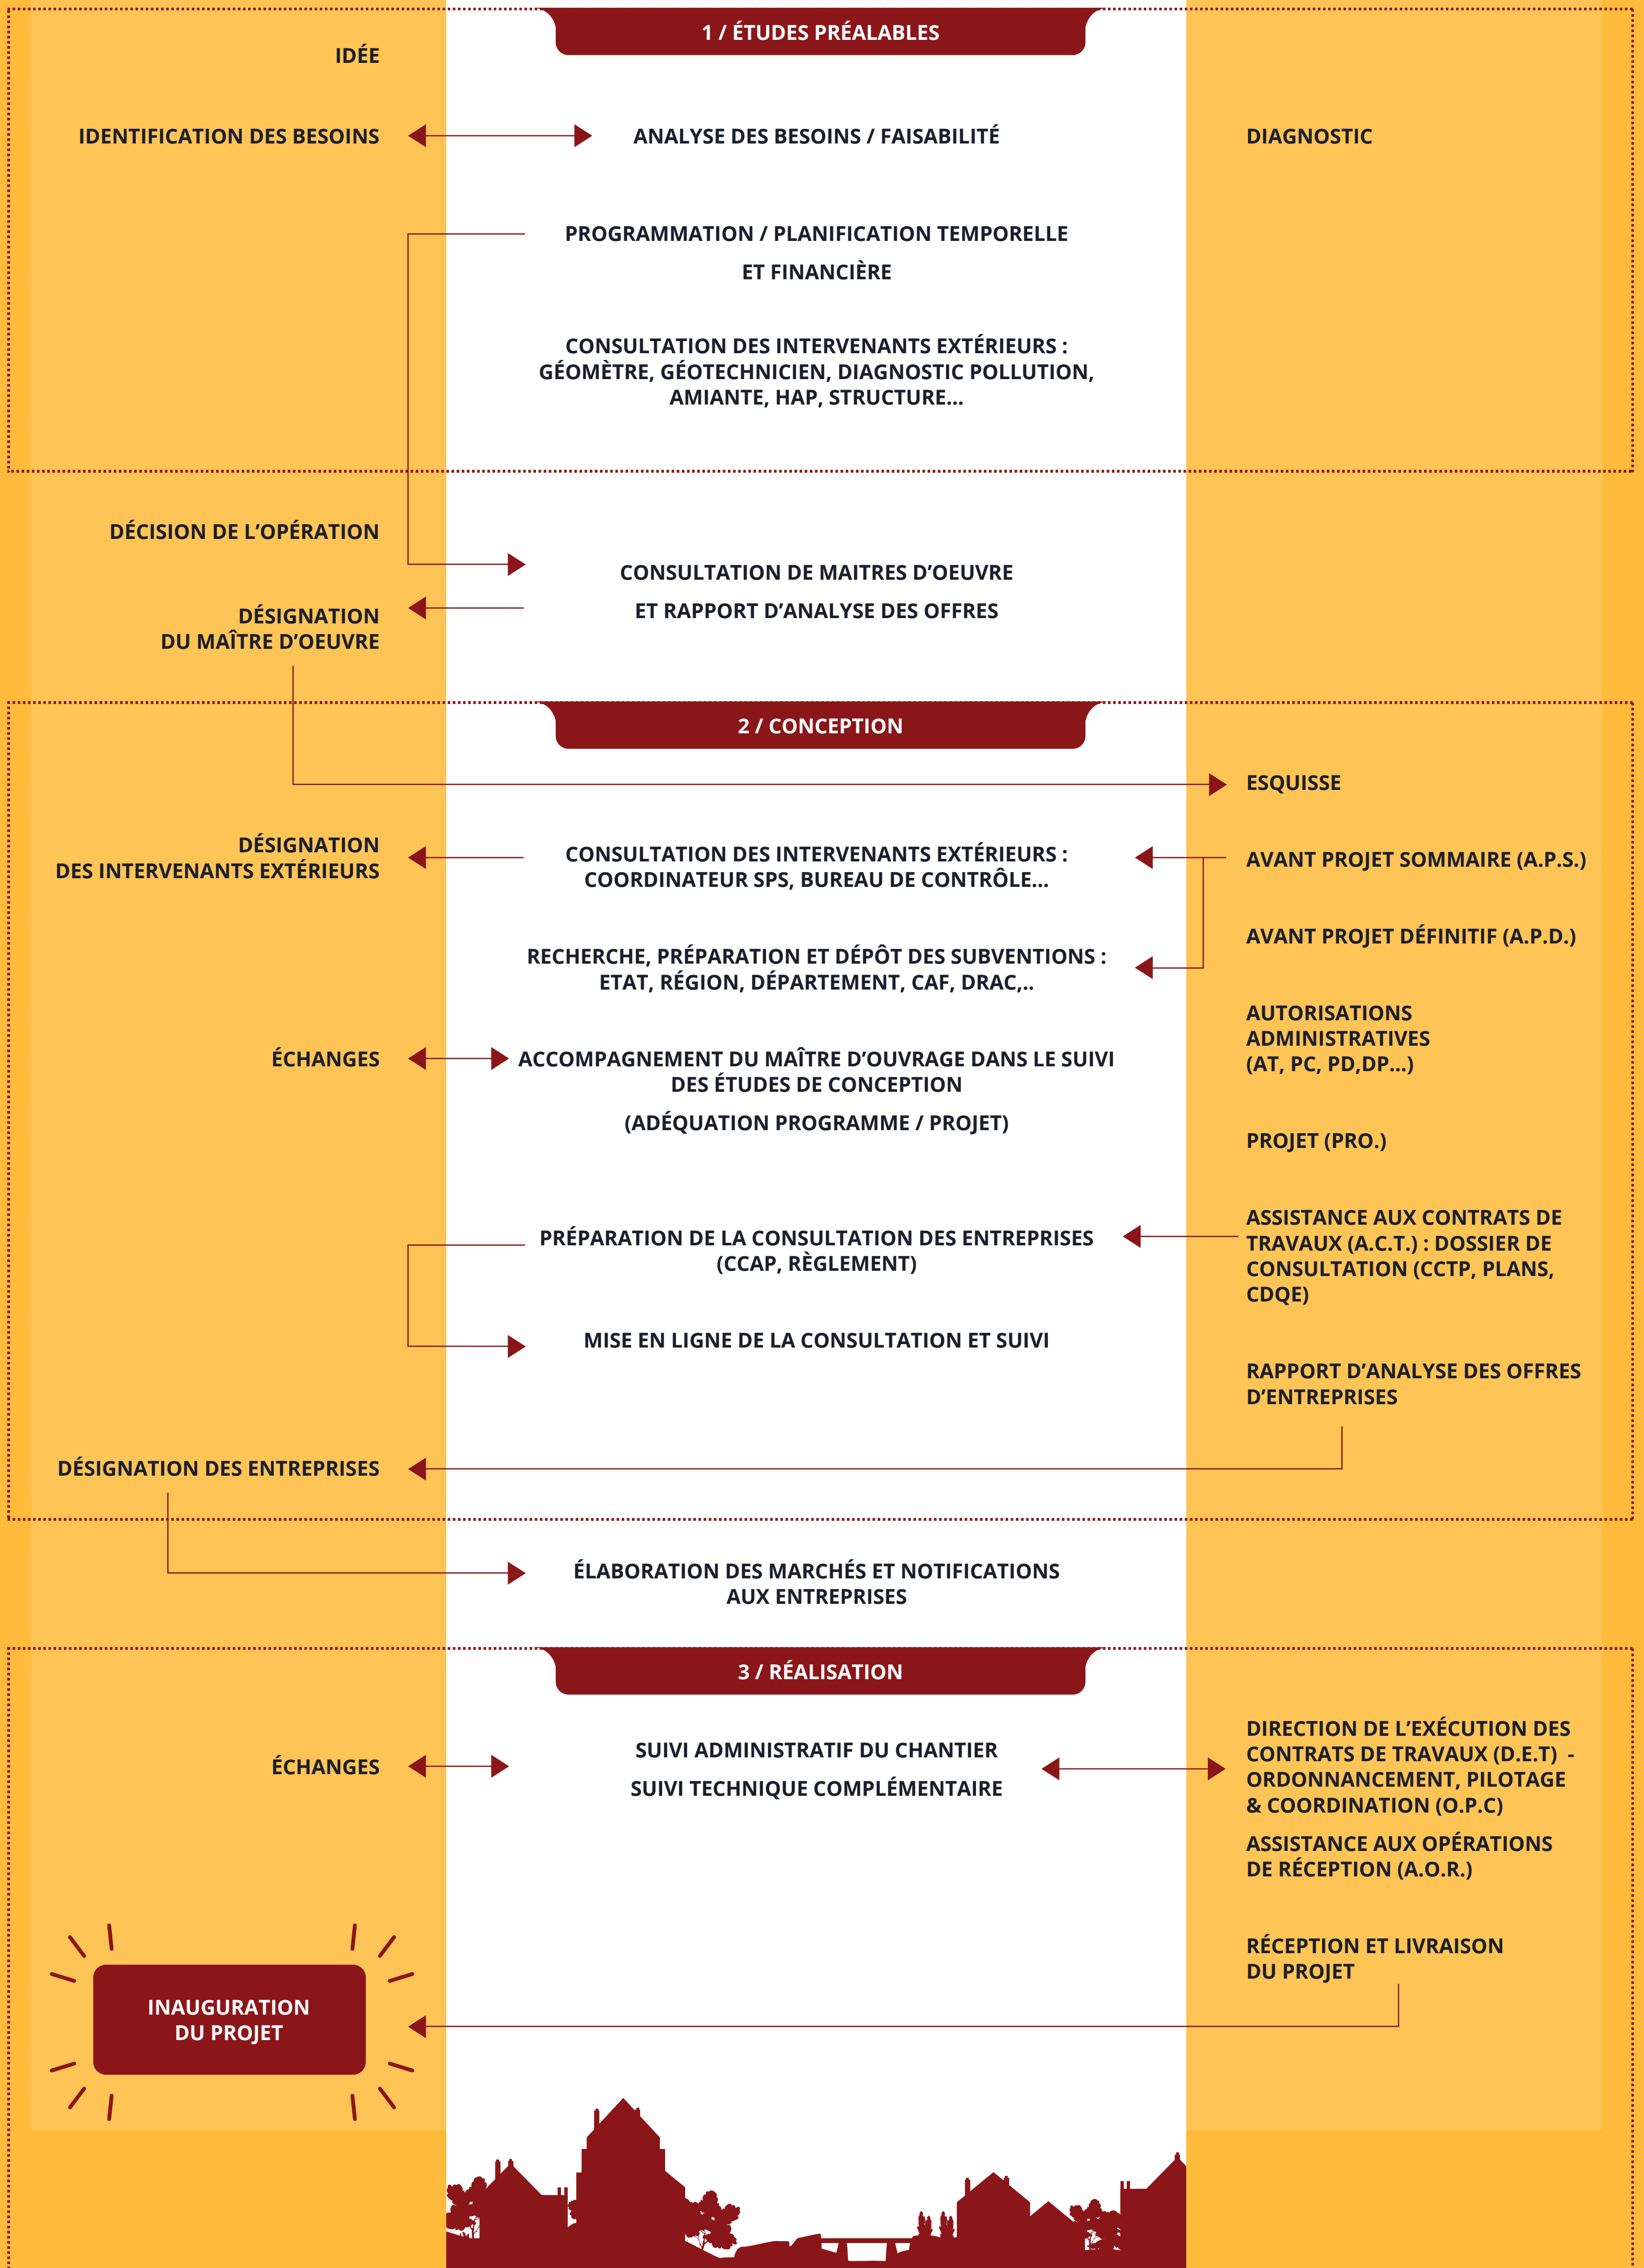 1 / ÉTUDES PRÉALABLES
IDÉE
IDENTIFICATION DES BESOINS
ANALYSE DES BESOINS / FAISABILITÉ
DIAGNOSTIC
PROGRAMMATION / PLANIFICATION TEMPORELLE
ET FINANCIÈRE
CONSULTATION DES INTERVENANTS EXTÉRIEURS :
GÉOMÈTRE, GÉOTECHNICIEN, DIAGNOSTIC POLLUTION,
AMIANTE, HAP, STRUCTURE...
DÉCISION DE L’OPÉRATION
CONSULTATION DE MAITRES D’OEUVRE
ET RAPPORT D’ANALYSE DES OFFRES
DÉSIGNATION
DU MAÎTRE D’OEUVRE
2 / CONCEPTION
ESQUISSE
DÉSIGNATION
DES INTERVENANTS EXTÉRIEURS
CONSULTATION DES INTERVENANTS EXTÉRIEURS :
COORDINATEUR SPS, BUREAU DE CONTRÔLE...
AVANT PROJET SOMMAIRE (A.P.S.)
AVANT PROJET DÉFINITIF (A.P.D.)
RECHERCHE, PRÉPARATION ET DÉPÔT DES SUBVENTIONS :
ETAT, RÉGION, DÉPARTEMENT, CAF, DRAC,..
AUTORISATIONS
ADMINISTRATIVES
(AT, PC, PD,DP...)
ÉCHANGES
ACCOMPAGNEMENT DU MAÎTRE D’OUVRAGE DANS LE SUIVI
DES ÉTUDES DE CONCEPTION
(ADÉQUATION PROGRAMME / PROJET)
PROJET (PRO.)
PRÉPARATION DE LA CONSULTATION DES ENTREPRISES
(CCAP, RÈGLEMENT)
ASSISTANCE AUX CONTRATS DE
TRAVAUX (A.C.T.) : DOSSIER DE
CONSULTATION (CCTP, PLANS,
CDQE)
MISE EN LIGNE DE LA CONSULTATION ET SUIVI
RAPPORT D’ANALYSE DES OFFRES
D’ENTREPRISES
DÉSIGNATION DES ENTREPRISES
ÉLABORATION DES MARCHÉS ET NOTIFICATIONS
AUX ENTREPRISES
3 / RÉALISATION
ÉCHANGES
SUIVI ADMINISTRATIF DU CHANTIER
SUIVI TECHNIQUE COMPLÉMENTAIRE
DIRECTION DE L’EXÉCUTION DES
CONTRATS DE TRAVAUX (D.E.T) -
ORDONNANCEMENT, PILOTAGE
& COORDINATION (O.P.C)
ASSISTANCE AUX OPÉRATIONS
DE RÉCEPTION (A.O.R.)
RÉCEPTION ET LIVRAISON
DU PROJET
INAUGURATION
DU PROJET